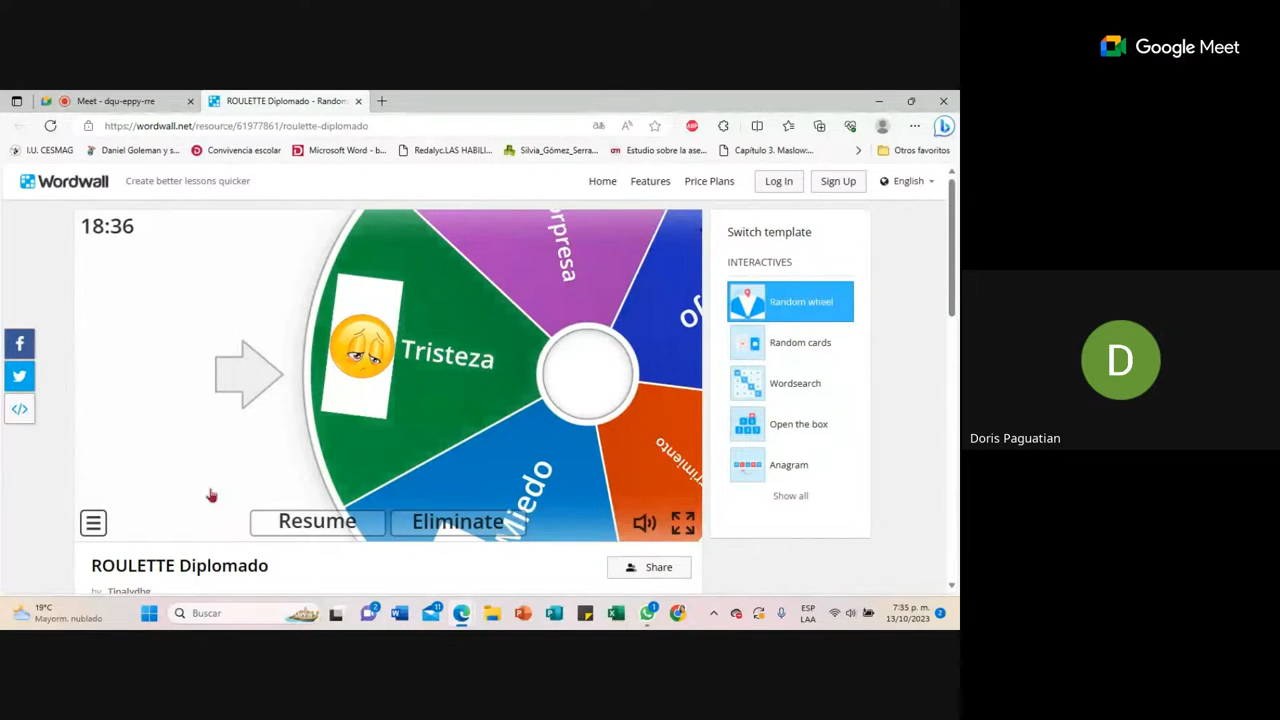 Google Meet
Meet - dqu-eppy-rre
ROULETTE Diplomado - Random
https://wordwall.net/resource/61977861/roulette-diplomado
I.U. CESMAG
Daniel Goleman y s...
Convivencia escolar
Microsoft Word - b...
Redalyc.LAS HABILI...
Silvia_Gómez_Serra...
Estudio sobre la ase...
Capítulo 3. Maslow:...
Otros favoritos
Wordwall
Create better lessons quicker
Home
Features
Price Plans
Log In
Sign Up
English
18:36
orpresa
Tristeza
Miedo
Resume
Eliminate
Switch template
INTERACTIVES
Random wheel
Random cards
Wordsearch
Open the box
Anagram
Show all
ROULETTE Diplomado
Share
by Tinalydbg
D
Doris Paguatian
19°C
Mayorm. nublado
Buscar
ESP
LAA
7:35 p. m.
13/10/2023